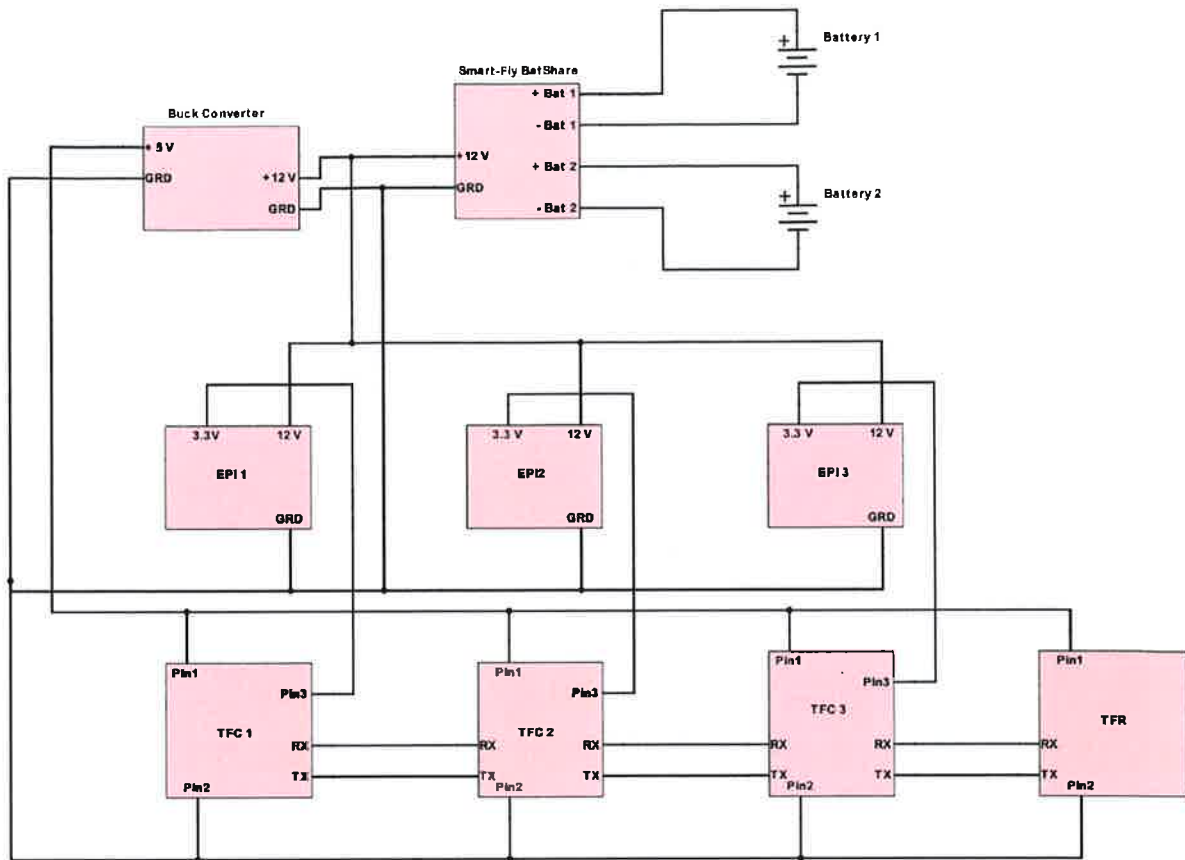 Battery 1
+
Smart-Fly BatShare
+ Bat 1
- Bat 1
+ Bat 2
- Bat 2
+12 V
GRD
Buck Converter
+ 5 V
GRD
+12 V
GRD
+
Battery 2
3.3V 12 V
EPI 1
GRD
3.3 V 12 V
EPI2
GRD
3.3 V 12 V
EPI 3
GRD
Pin1
Pin3
TFC 1
RX
TX
Pin2
Pin1
Pin3
TFC 2
RX RX
TX TX
Pin2
Pin1
Pin3
TFC 3
RX RX
TX TX
Pin2
Pin1
TFR
RX
TX
Pin2